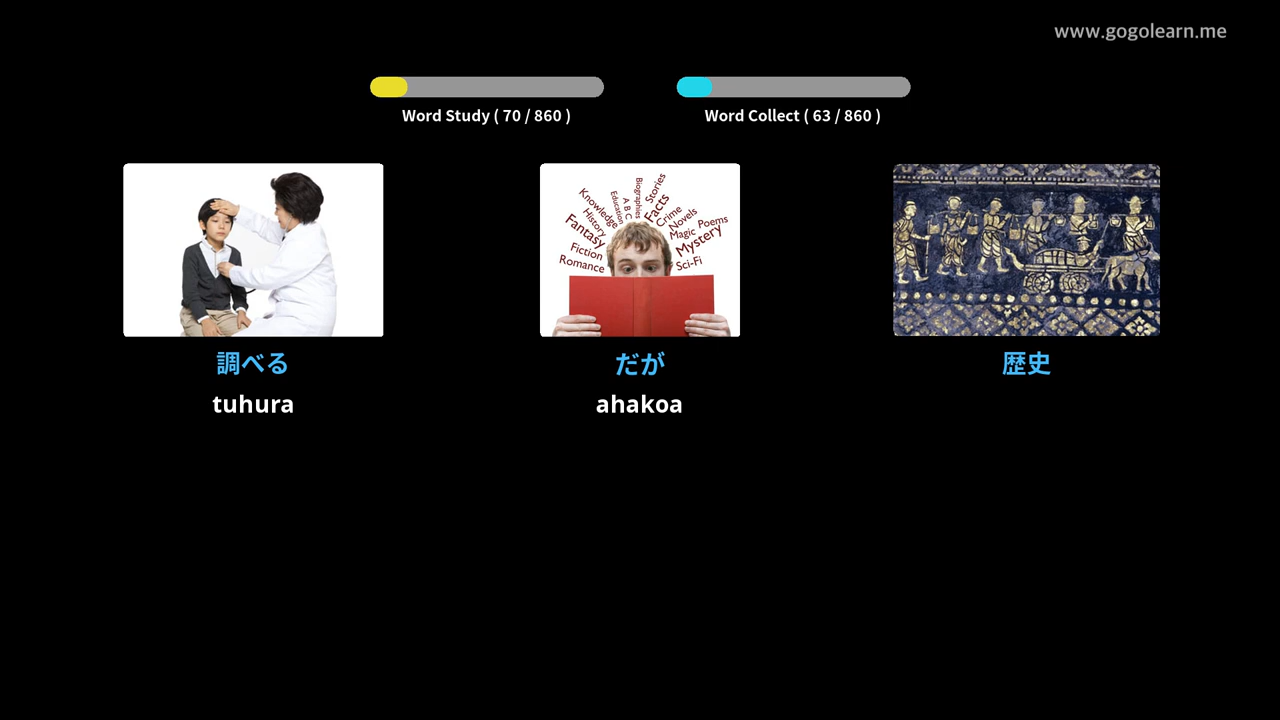 www.gogolearn.me
Word Study ( 70 / 860 )
Word Collect ( 63 / 860 )
Knowledge
History
Fantasy
Fiction
Romance
Education
A B C
Biographies
Stories
Facts
Crime
Novels
Magic
Poems
Mystery
Sci-Fi
調べる
だが
歴史
tuhura
ahakoa